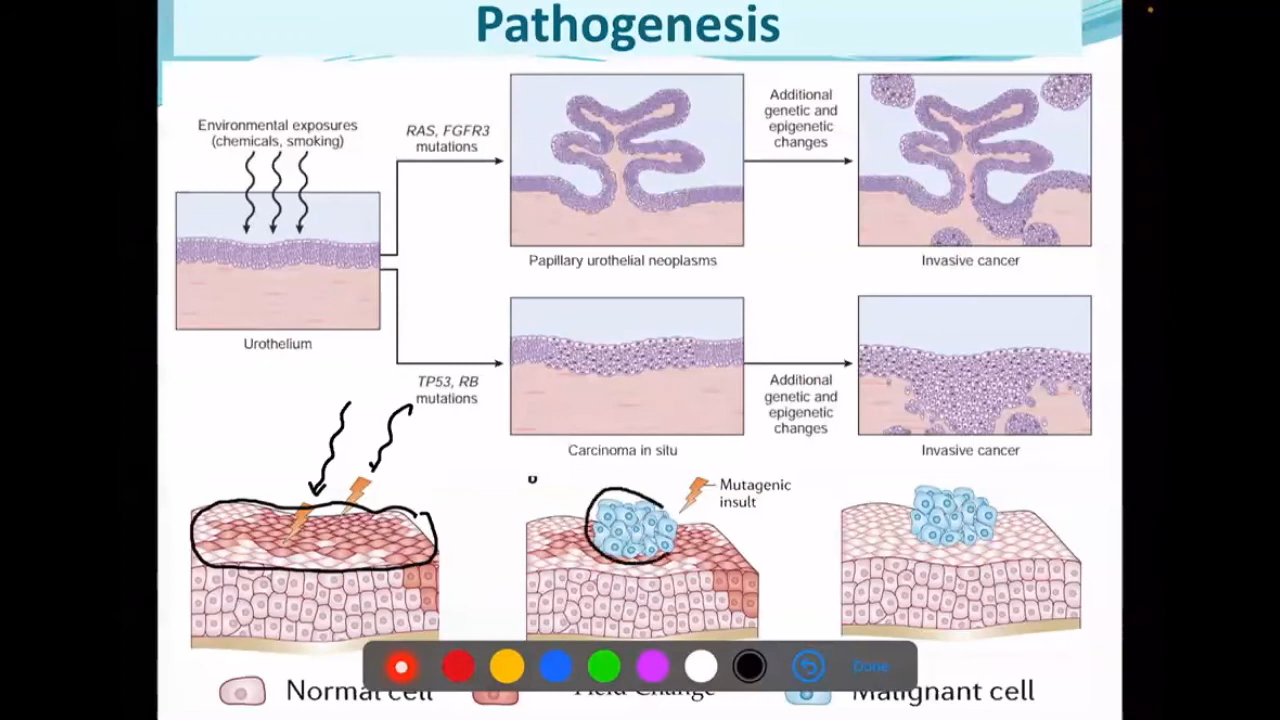 Pathogenesis
Environmental exposures
(chemicals, smoking)
RAS, FGFR3
mutations
Additional
genetic and
epigenetic
changes
Papillary urothelial neoplasms
Invasive cancer
Urothelium
TP53, RB
mutations
Additional
genetic and
epigenetic
changes
Carcinoma in situ
Invasive cancer
Mutagenic
insult
Done
Normal cell
Field Change
Malignant cell